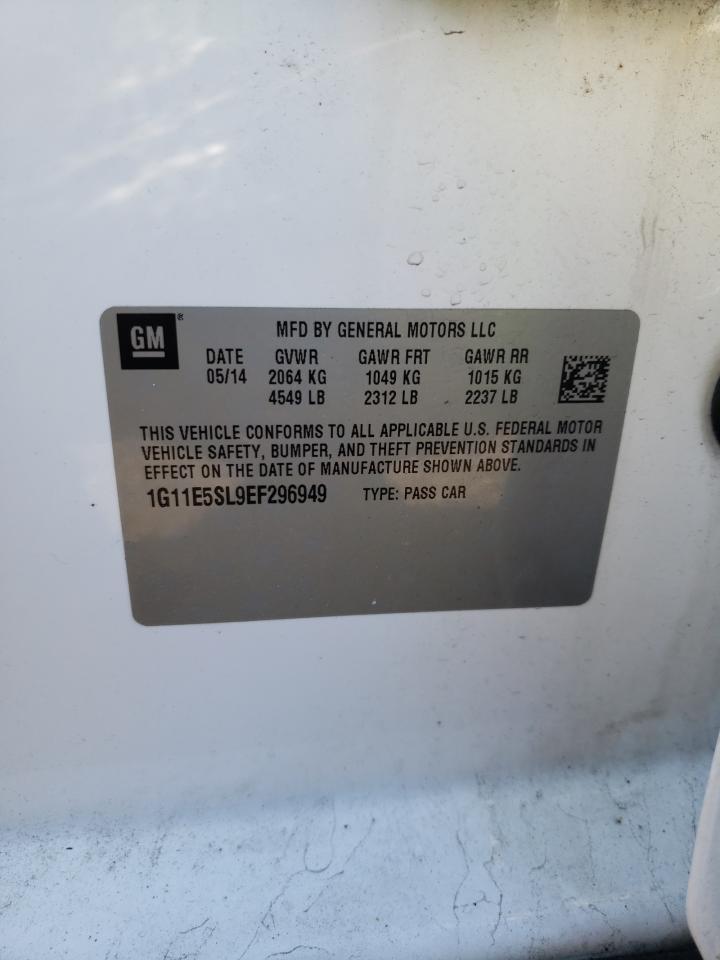 GM ®
MFD BY GENERAL MOTORS LLC
DATE GVWR GAWR FRT GAWR RR
05/14 2064 KG 1049 KG 1015 KG
4549 LB 2312 LB 2237 LB
THIS VEHICLE CONFORMS TO ALL APPLICABLE U.S. FEDERAL MOTOR
VEHICLE SAFETY, BUMPER, AND THEFT PREVENTION STANDARDS IN
EFFECT ON THE DATE OF MANUFACTURE SHOWN ABOVE.
1G11E5SL9EF296949 TYPE: PASS CAR